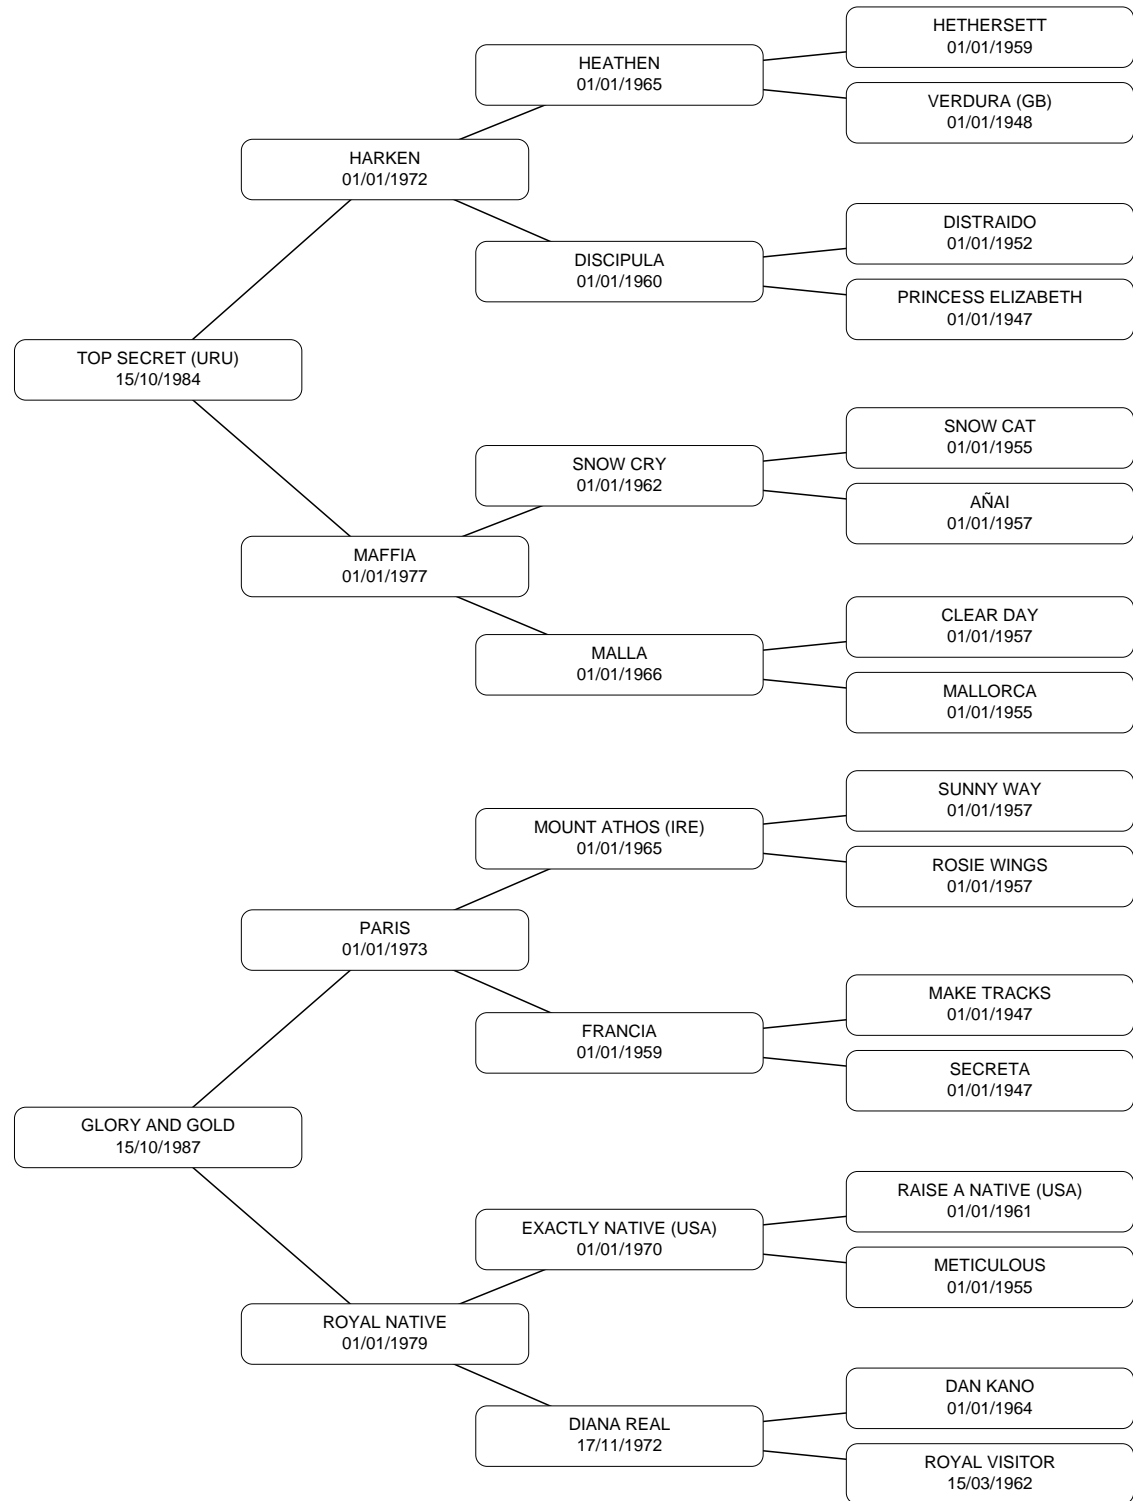 HETHERSETT
01/01/1959
HEATHEN
01/01/1965
VERDURA (GB)
01/01/1948
HARKEN
01/01/1972
DISTRAIDO
01/01/1952
DISCIPULA
01/01/1960
PRINCESS ELIZABETH
01/01/1947
TOP SECRET (URU)
15/10/1984
SNOW CAT
01/01/1955
SNOW CRY
01/01/1962
AÑAI
01/01/1957
MAFFIA
01/01/1977
CLEAR DAY
01/01/1957
MALLA
01/01/1966
MALLORCA
01/01/1955
SUNNY WAY
01/01/1957
MOUNT ATHOS (IRE)
01/01/1965
ROSIE WINGS
01/01/1957
PARIS
01/01/1973
MAKE TRACKS
01/01/1947
FRANCIA
01/01/1959
SECRETA
01/01/1947
GLORY AND GOLD
15/10/1987
RAISE A NATIVE (USA)
01/01/1961
EXACTLY NATIVE (USA)
01/01/1970
METICULOUS
01/01/1955
ROYAL NATIVE
01/01/1979
DAN KANO
01/01/1964
DIANA REAL
17/11/1972
ROYAL VISITOR
15/03/1962